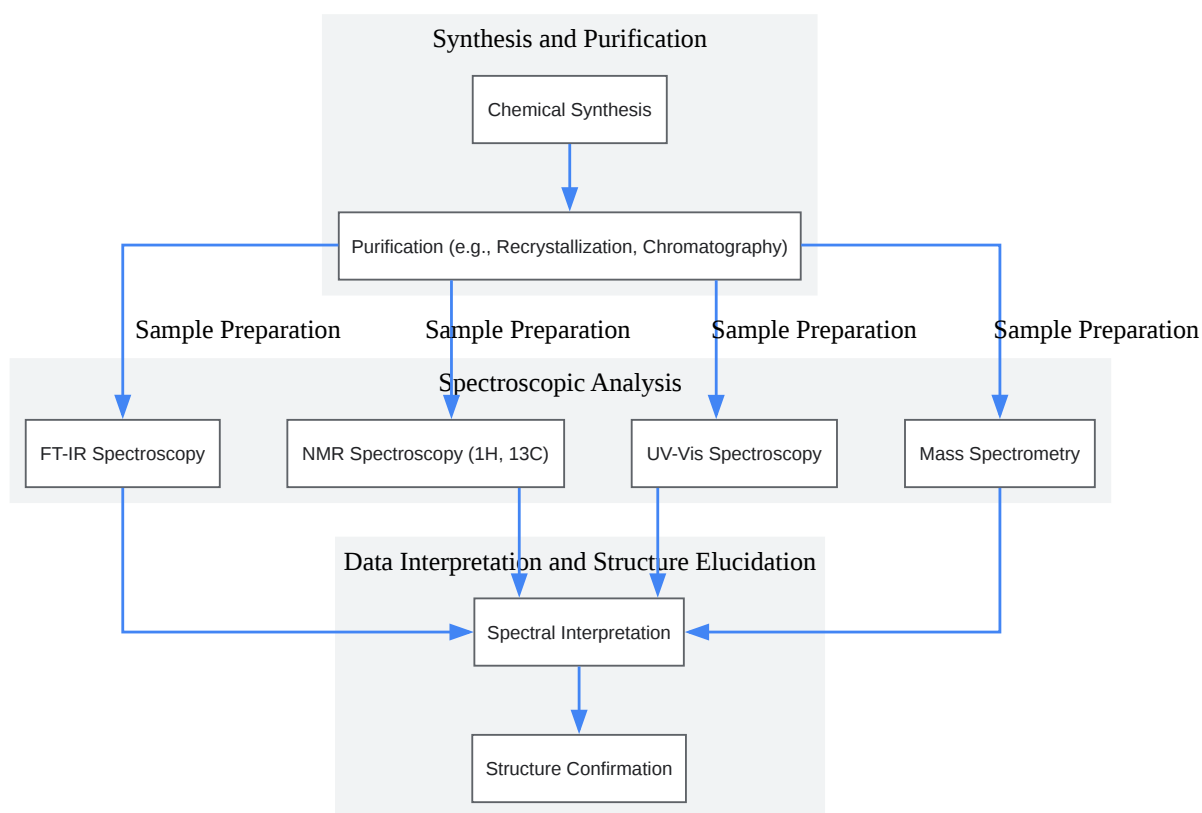 Synthesis and Purification
Chemical Synthesis
Purification (e.g., Recrystallization, Chromatography)
Sample Preparation
Sample Preparation
Sample Preparation
Sample Preparation
Spectroscopic Analysis
FT-IR Spectroscopy
NMR Spectroscopy (1H, 13C)
UV-Vis Spectroscopy
Mass Spectrometry
Data Interpretation and Structure Elucidation
Spectral Interpretation
Structure Confirmation